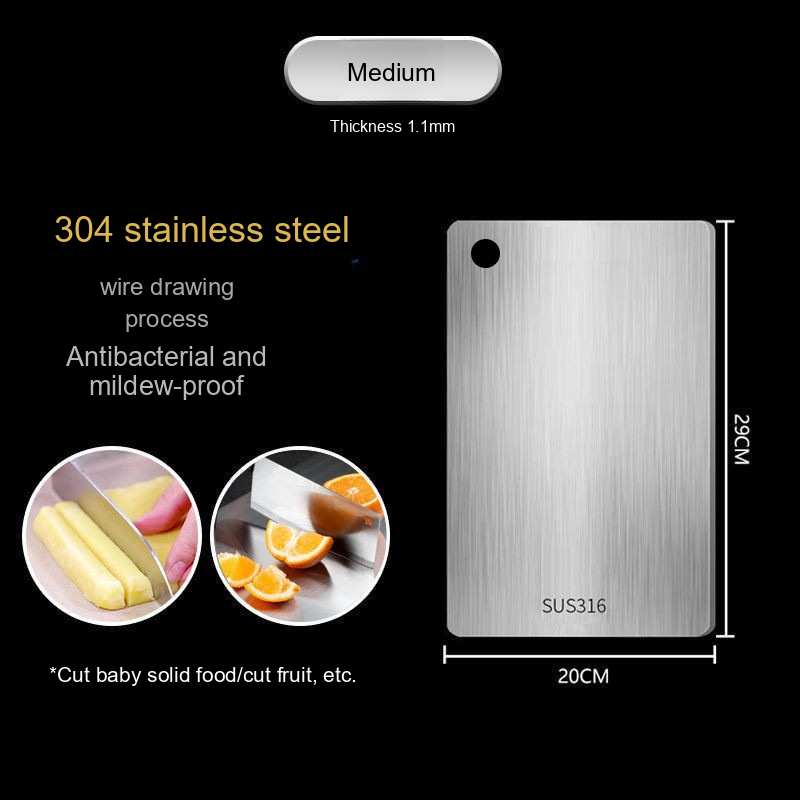 Medium
Thickness 1.1mm
304 stainless steel
wire drawing
process
Antibacterial and
mildew-proof
29CM
SUS316
20CM
*Cut baby solid food/cut fruit, etc.